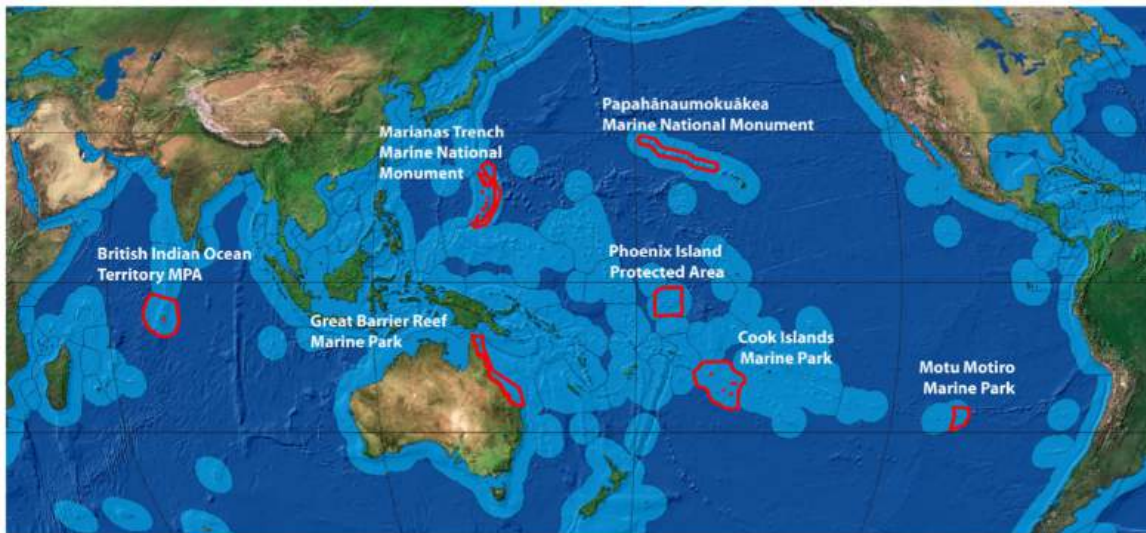 Papahānaumokuākea
Marine National Monument
Marianas Trench
Marine National
Monument
British Indian Ocean
Territory MPA
Phoenix Island
Protected Area
Great Barrier Reef
Marine Park
Cook Islands
Marine Park
Motu Motiro
Marine Park